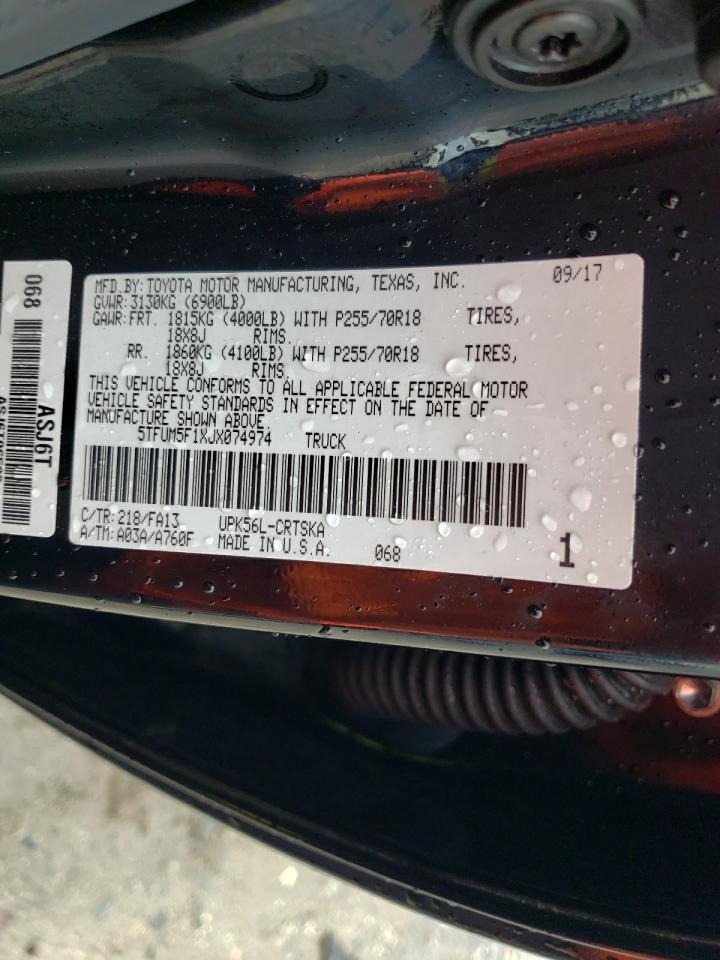 MFD.BY:TOYOTA MOTOR MANUFACTURING, TEXAS, INC. 09/17
GVWR:3130KG (6900LB)
GAWR:FRT. 1815KG (4000LB) WITH P255/70R18 TIRES,
18X8J RIMS.
RR. 1860KG (4100LB) WITH P255/70R18 TIRES,
18X8J RIMS.
THIS VEHICLE CONFORMS TO ALL APPLICABLE FEDERAL MOTOR
VEHICLE SAFETY STANDARDS IN EFFECT ON THE DATE OF
MANUFACTURE SHOWN ABOVE.
5TFUM5F1XJX074974 TRUCK
C/TR:218/FA13 UPK56L-CRTSKA
A/TM:A03A/A760F MADE IN U.S.A. 068 1
068
ASJ6T